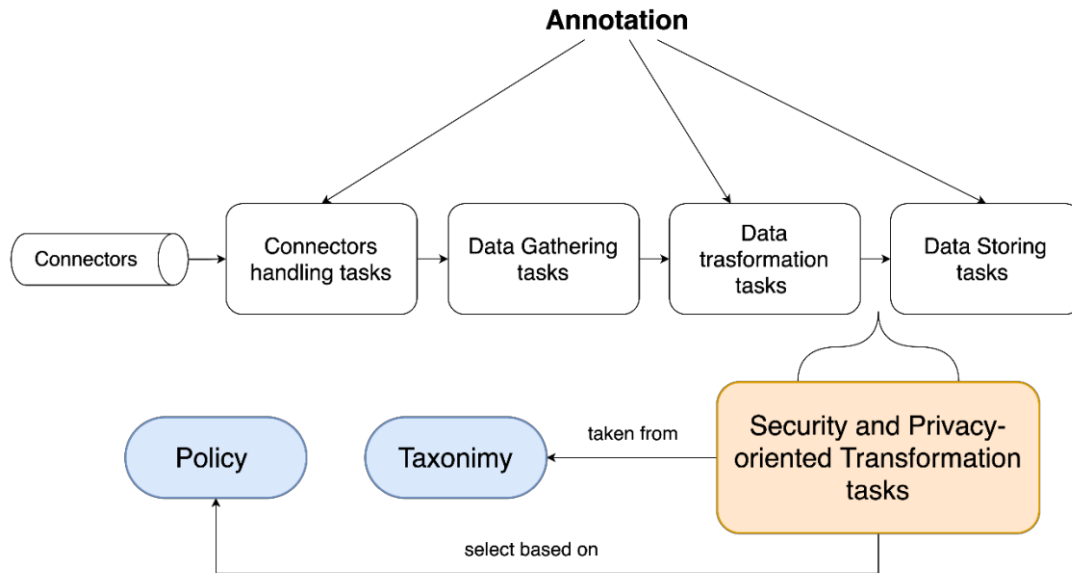 Annotation
Connectors
Connectors
handling tasks
Data Gathering
tasks
Data
trasformation
tasks
Data Storing
tasks
Policy
Taxonimy
taken from
Security and Privacy-
oriented Transformation
tasks
select based on